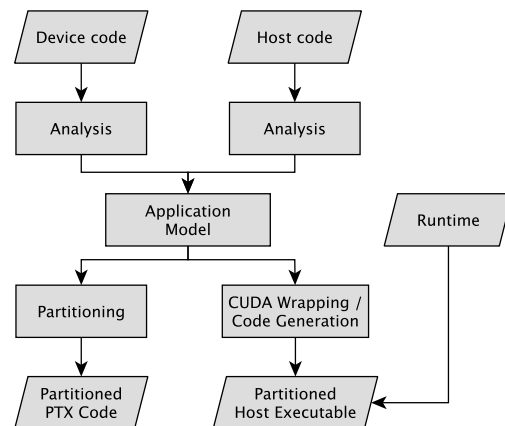 Device code
Host code
Analysis
Analysis
Application
Model
Runtime
Partitioning
CUDA Wrapping /
Code Generation
Partitioned
PTX Code
Partitioned
Host Executable